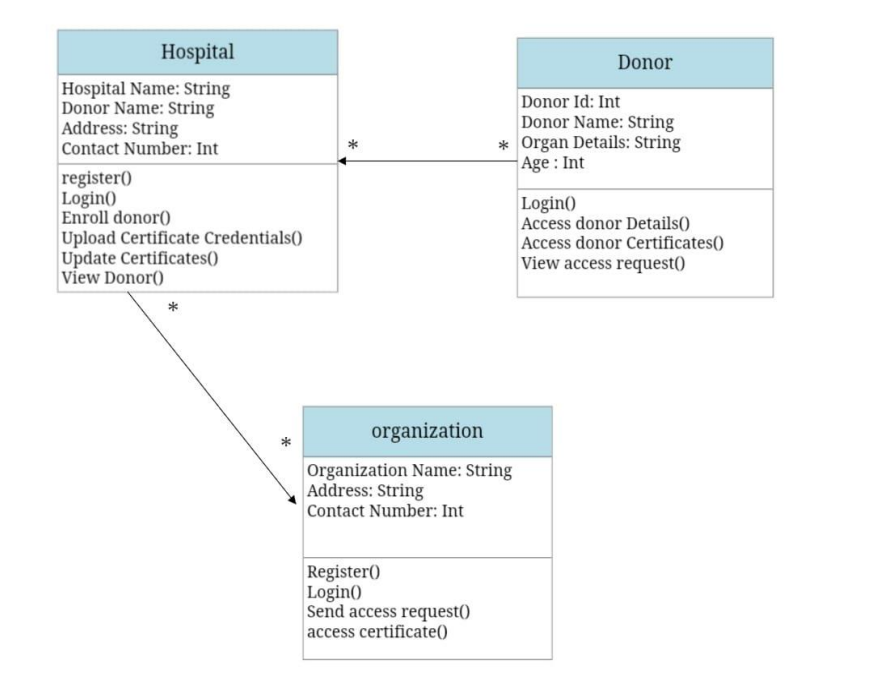 Hospital
Hospital Name: String
Donor Name: String
Address: String
Contact Number: Int
register()
Login()
Enroll donor()
Upload Certificate Credentials()
Update Certificates()
View Donor()
*
*
Donor
Donor Id: Int
Donor Name: String
Organ Details: String
Age : Int
Login()
Access donor Details()
Access donor Certificates()
View access request()
*
*
organization
Organization Name: String
Address: String
Contact Number: Int
Register()
Login()
Send access request()
access certificate()